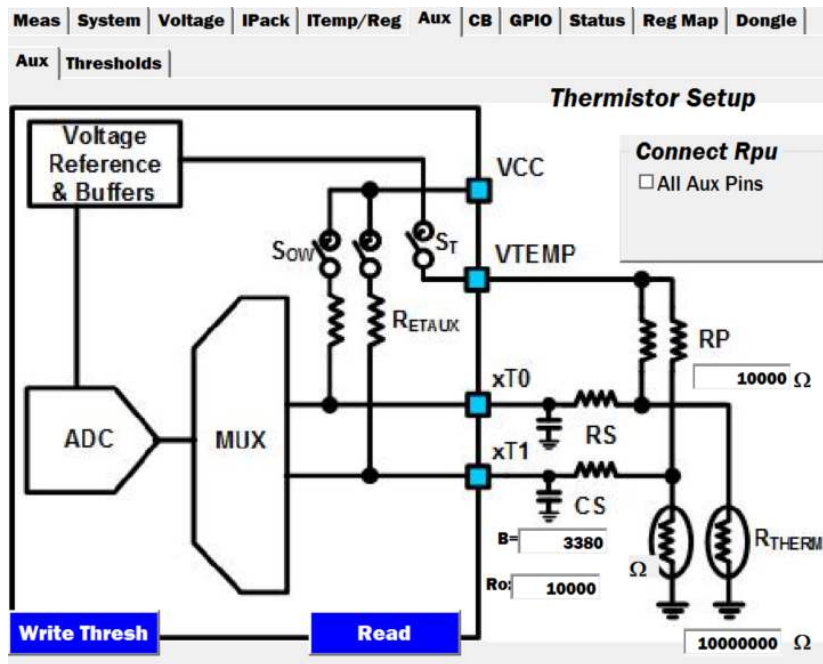 Meas System Voltage IPack ITemp/Reg Aux CB GPIO Status Reg Map Dongle
Aux Thresholds
Thermistor Setup
Voltage
Reference
& Buffers
Connect Rpu
All Aux Pins
VCC
SOW
ST
VTEMP
RETAUX
RP
10000 Ω
xT0
ADC
MUX
RS
xT1
CS
B= 3380
RTHERM
Ω
Ro: 10000
Write Thresh
Read
10000000 Ω